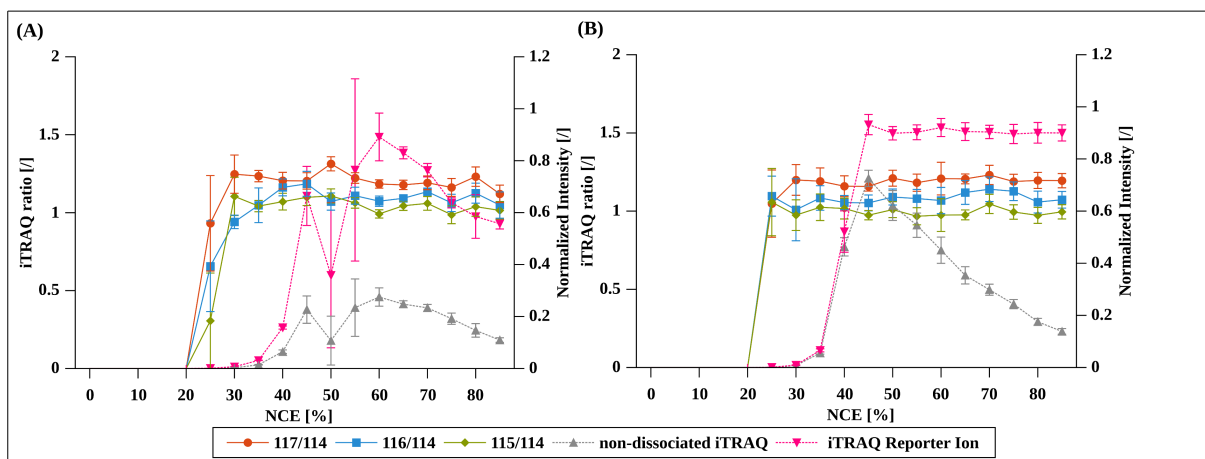 (A)
(B)
2
1.5
1
0.5
0
iTRAQ ratio [/]
1.2
1
0.8
0.6
0.4
0.2
0
Normalized Intensity [/]
0 10 20 30 40 50 60 70 80
NCE [%]
2
1.5
1
0.5
0
iTRAQ ratio [/]
1.2
1
0.8
0.6
0.4
0.2
0
Normalized Intensity [/]
0 10 20 30 40 50 60 70 80
NCE [%]
117/114 116/114 115/114 non-dissociated iTRAQ iTRAQ Reporter Ion